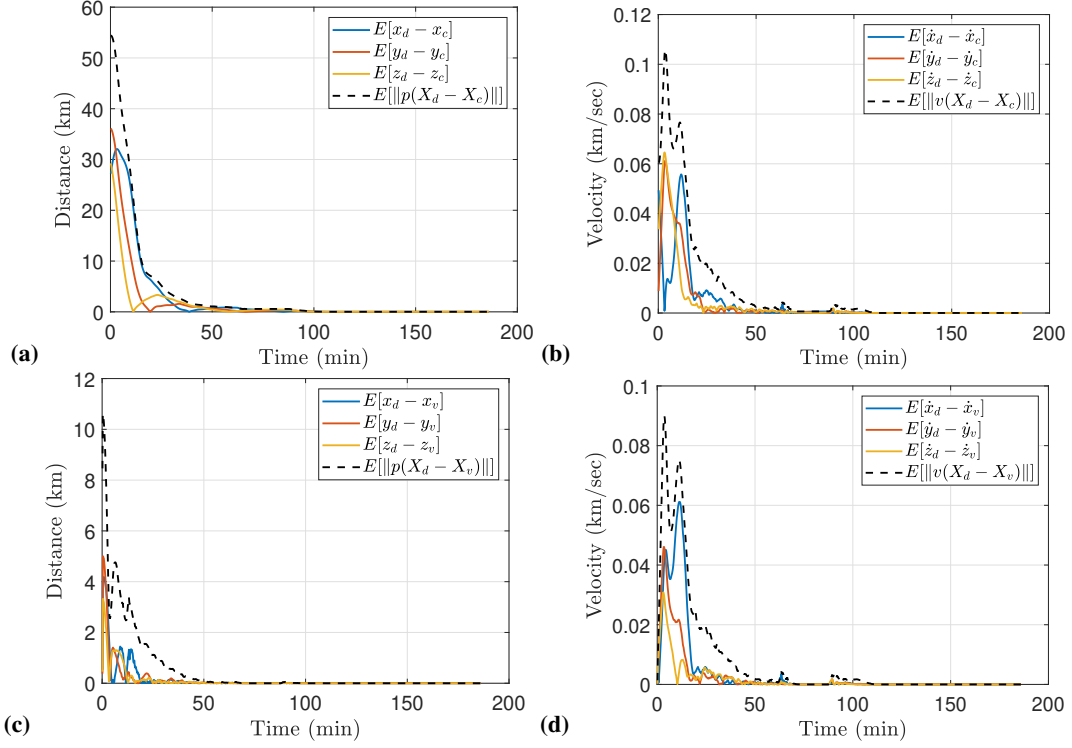 60
50
40
30
20
10
0
Distance (km)
E[x_d − x_c]
E[y_d − y_c]
E[z_d − z_c]
E[‖p(X_d − X_c)‖]
0 50 100 150 200
Time (min)
(a)
0.12
0.1
0.08
0.06
0.04
0.02
0
Velocity (km/sec)
E[ẋ_d − ẋ_c]
E[ẏ_d − ẏ_c]
E[ż_d − ż_c]
E[‖v(X_d − X_c)‖]
0 50 100 150 200
Time (min)
(b)
12
10
8
6
4
2
0
Distance (km)
E[x_d − x_v]
E[y_d − y_v]
E[z_d − z_v]
E[‖p(X_d − X_v)‖]
0 50 100 150 200
Time (min)
(c)
0.1
0.08
0.06
0.04
0.02
0
Velocity (km/sec)
E[ẋ_d − ẋ_v]
E[ẏ_d − ẏ_v]
E[ż_d − ż_v]
E[‖v(X_d − X_v)‖]
0 50 100 150 200
Time (min)
(d)